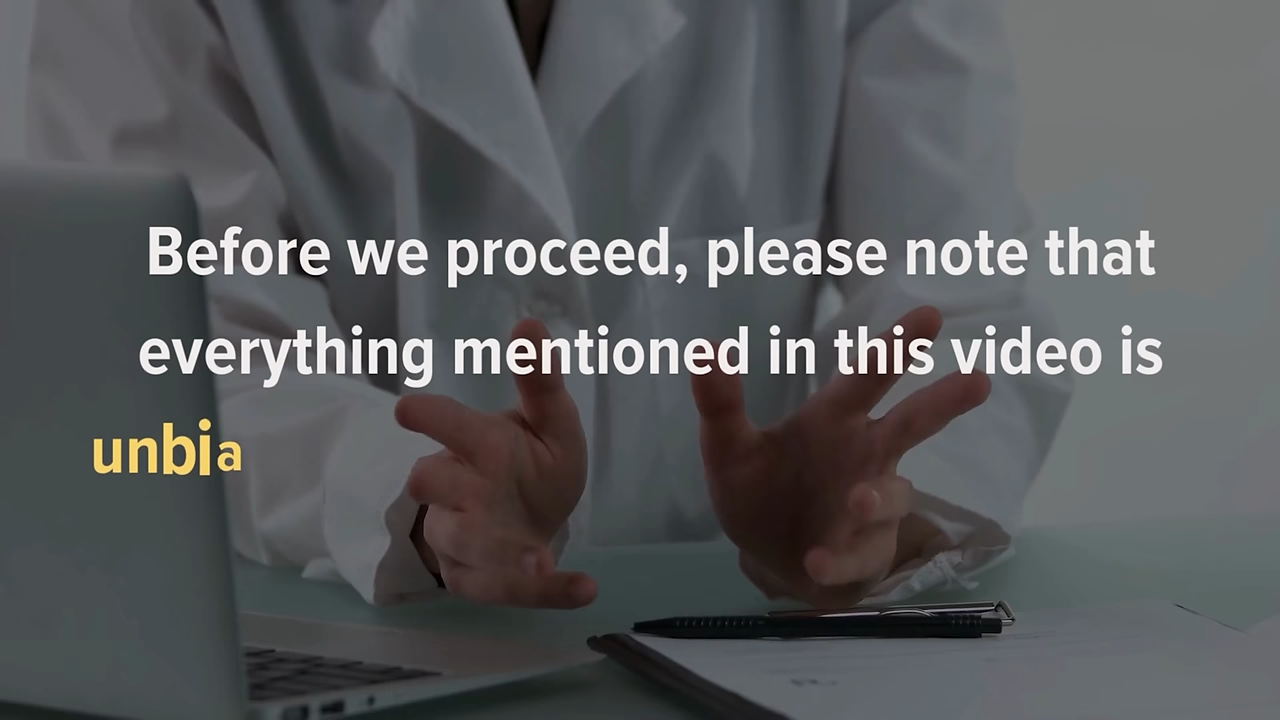 Before we proceed, please note that
everything mentioned in this video is
unbia